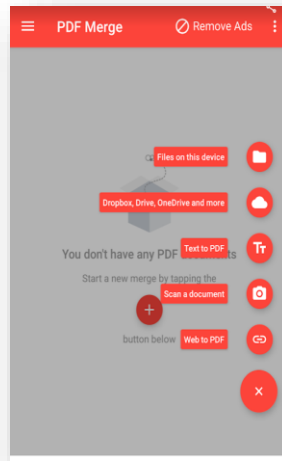 PDF Merge
Remove Ads
Files on this device
Dropbox, Drive, OneDrive and more
You don't have any PDF documents
Text to PDF
Start a new merge by tapping the
Scan a document
button below
Web to PDF